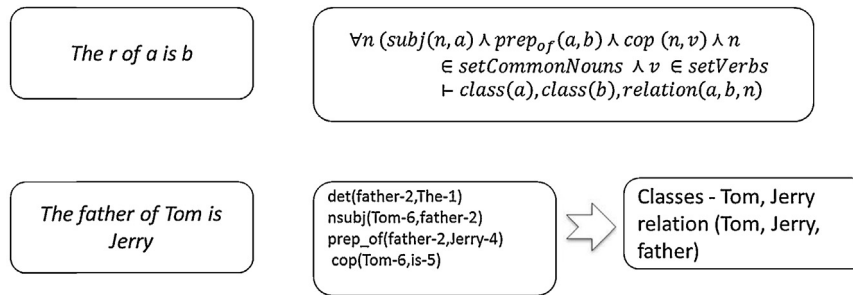 The r of a is b
∀n (subj(n,a) ⋏ prep_of(a,b) ⋏ cop (n,v) ⋏ n
∈ setCommonNouns ⋏ v ∈ setVerbs
⊢ class(a),class(b),relation(a,b,n)
The father of Tom is
Jerry
det(father-2,The-1)
nsubj(Tom-6,father-2)
prep_of(father-2,Jerry-4)
cop(Tom-6,is-5)
Classes - Tom, Jerry
relation (Tom, Jerry,
father)